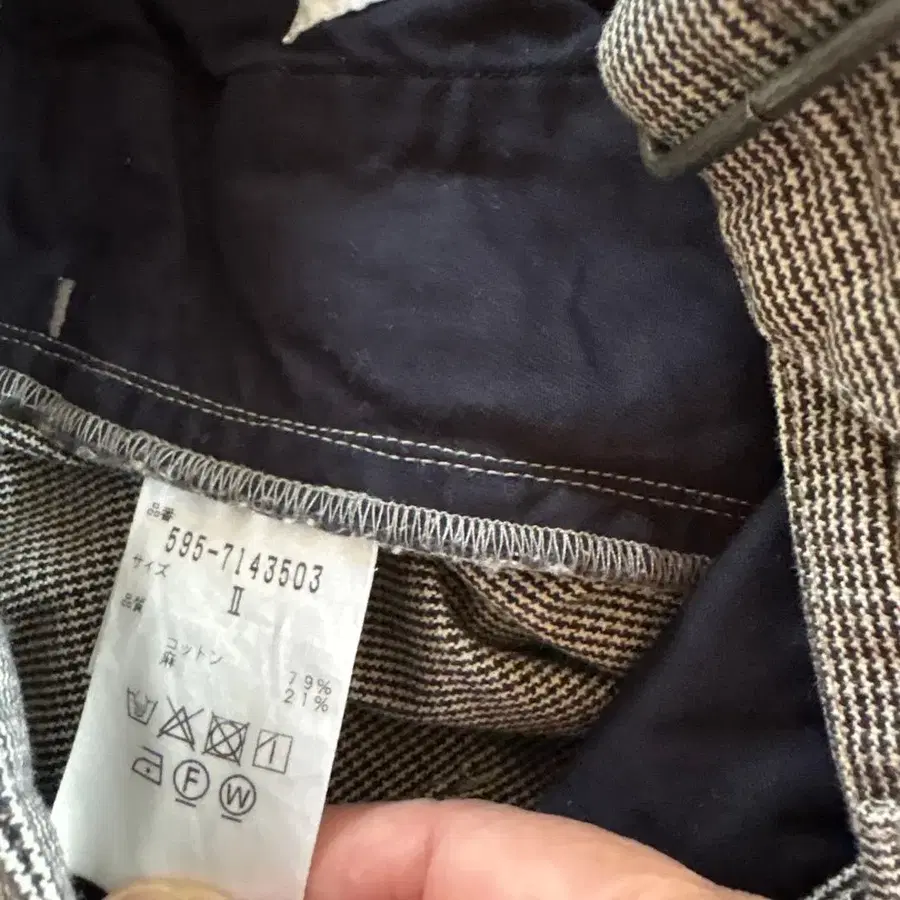 品番
595-7143503
サイズ
II
品質
コットン 79%
麻 21%
F W